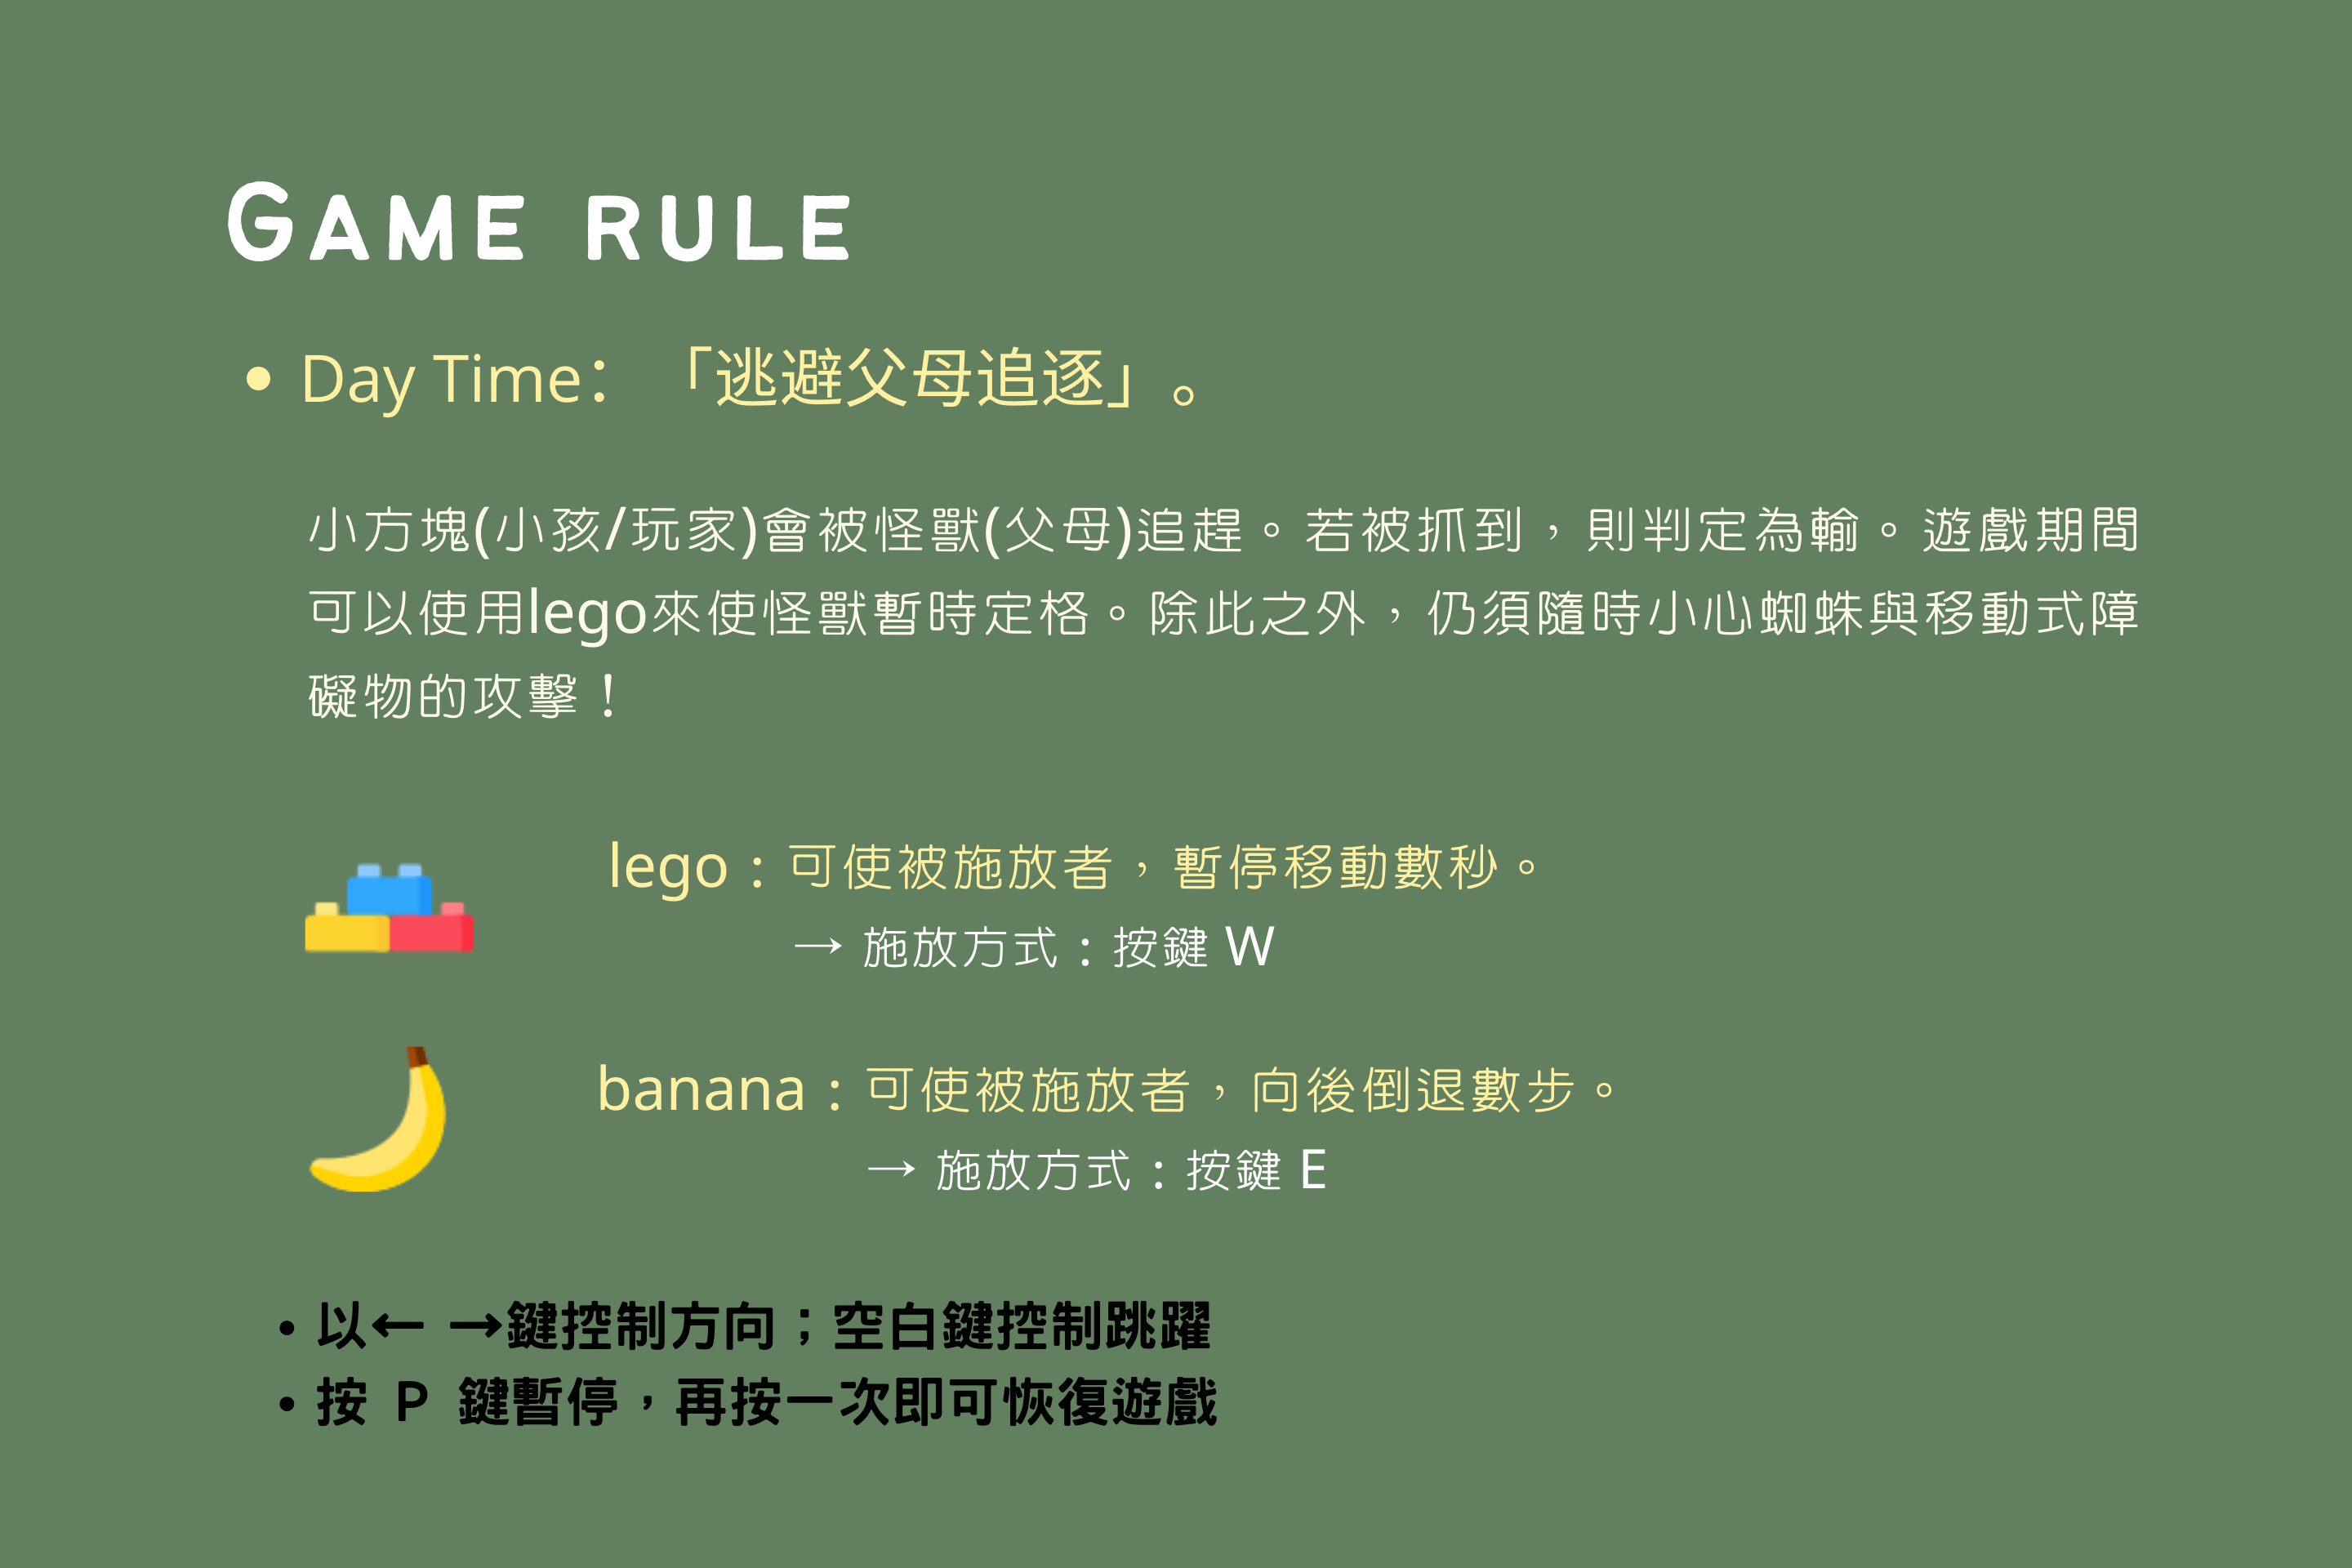 GAME RULE
• Day Time：「逃避父母追逐」。
小方塊(小孩/玩家)會被怪獸(父母)追趕。若被抓到，則判定為輸。遊戲期間
可以使用lego來使怪獸暫時定格。除此之外，仍須隨時小心蜘蛛與移動式障
礙物的攻擊！
lego：可使被施放者，暫停移動數秒。
→ 施放方式：按鍵 W
banana：可使被施放者，向後倒退數步。
→ 施放方式：按鍵 E
• 以← →鍵控制方向；空白鍵控制跳躍
• 按 P 鍵暫停，再按一次即可恢復遊戲